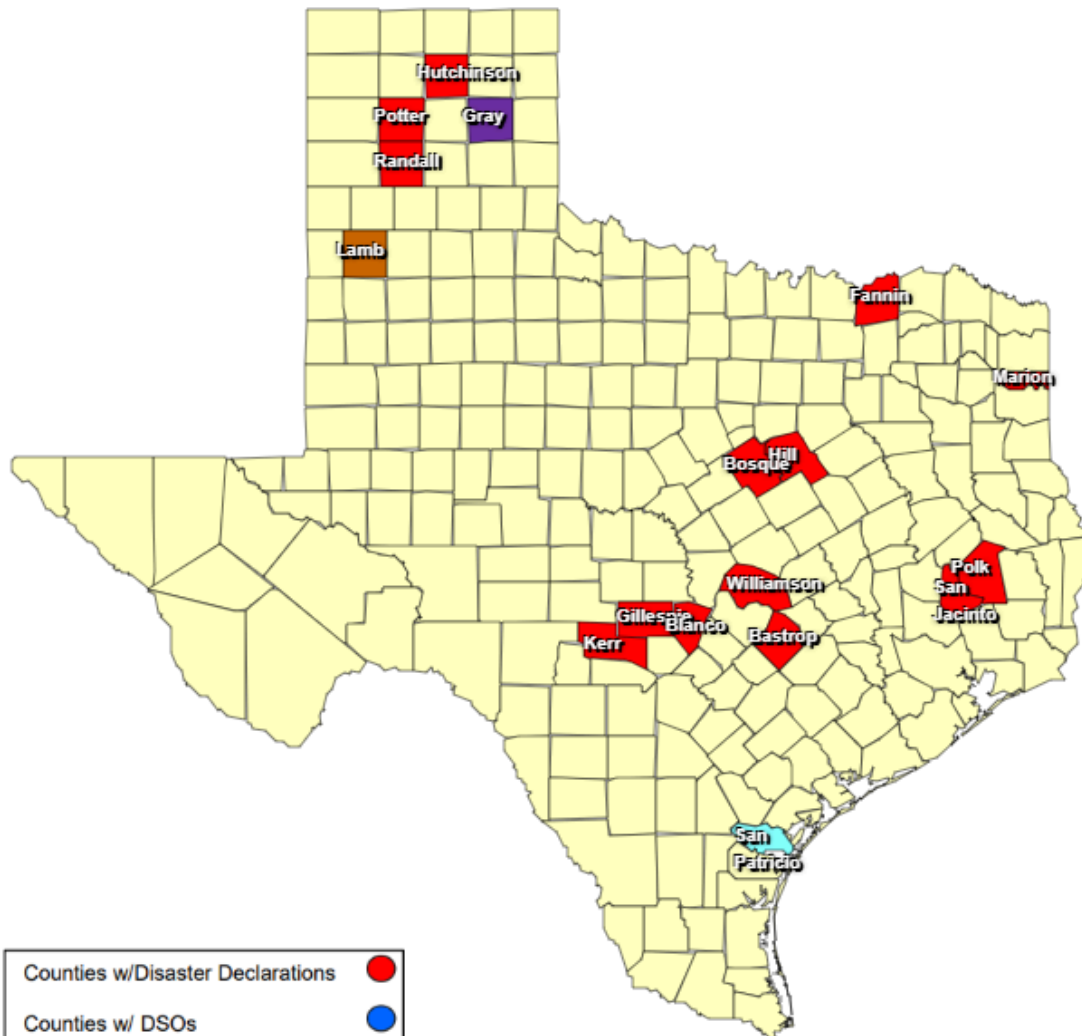 Hutchinson
Potter
Gray
Randall
Lamb
Fannin
Marion
Hill
Bosque
Polk
Williamson
San
Jacinto
Gillespie
Blanco
Bastrop
Kerr
San
Patricio
Counties w/Disaster Declarations
Counties w/ DSOs